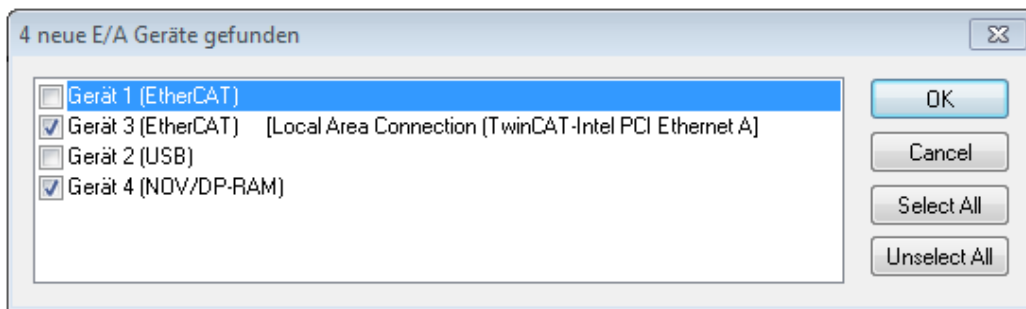 4 neue E/A Geräte gefunden
Gerät 1 (EtherCAT)
Gerät 3 (EtherCAT) [Local Area Connection (TwinCAT-Intel PCI Ethernet A]
Gerät 2 (USB)
Gerät 4 (NOV/DP-RAM)
OK
Cancel
Select All
Unselect All